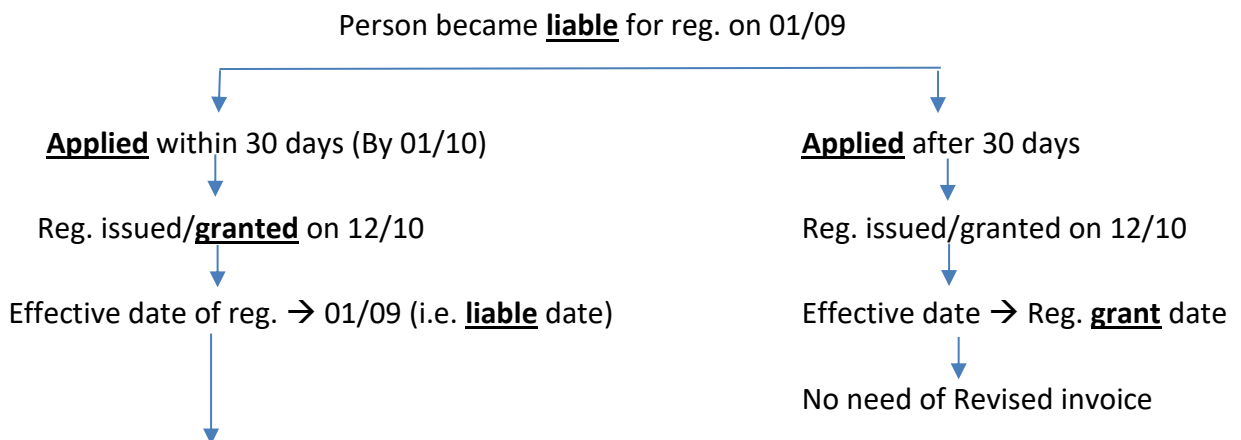 Person became liable for reg. on 01/09
Applied within 30 days (By 01/10)
Applied after 30 days
Reg. issued/granted on 12/10
Reg. issued/granted on 12/10
Effective date of reg. → 01/09 (i.e. liable date)
Effective date → Reg. grant date
No need of Revised invoice